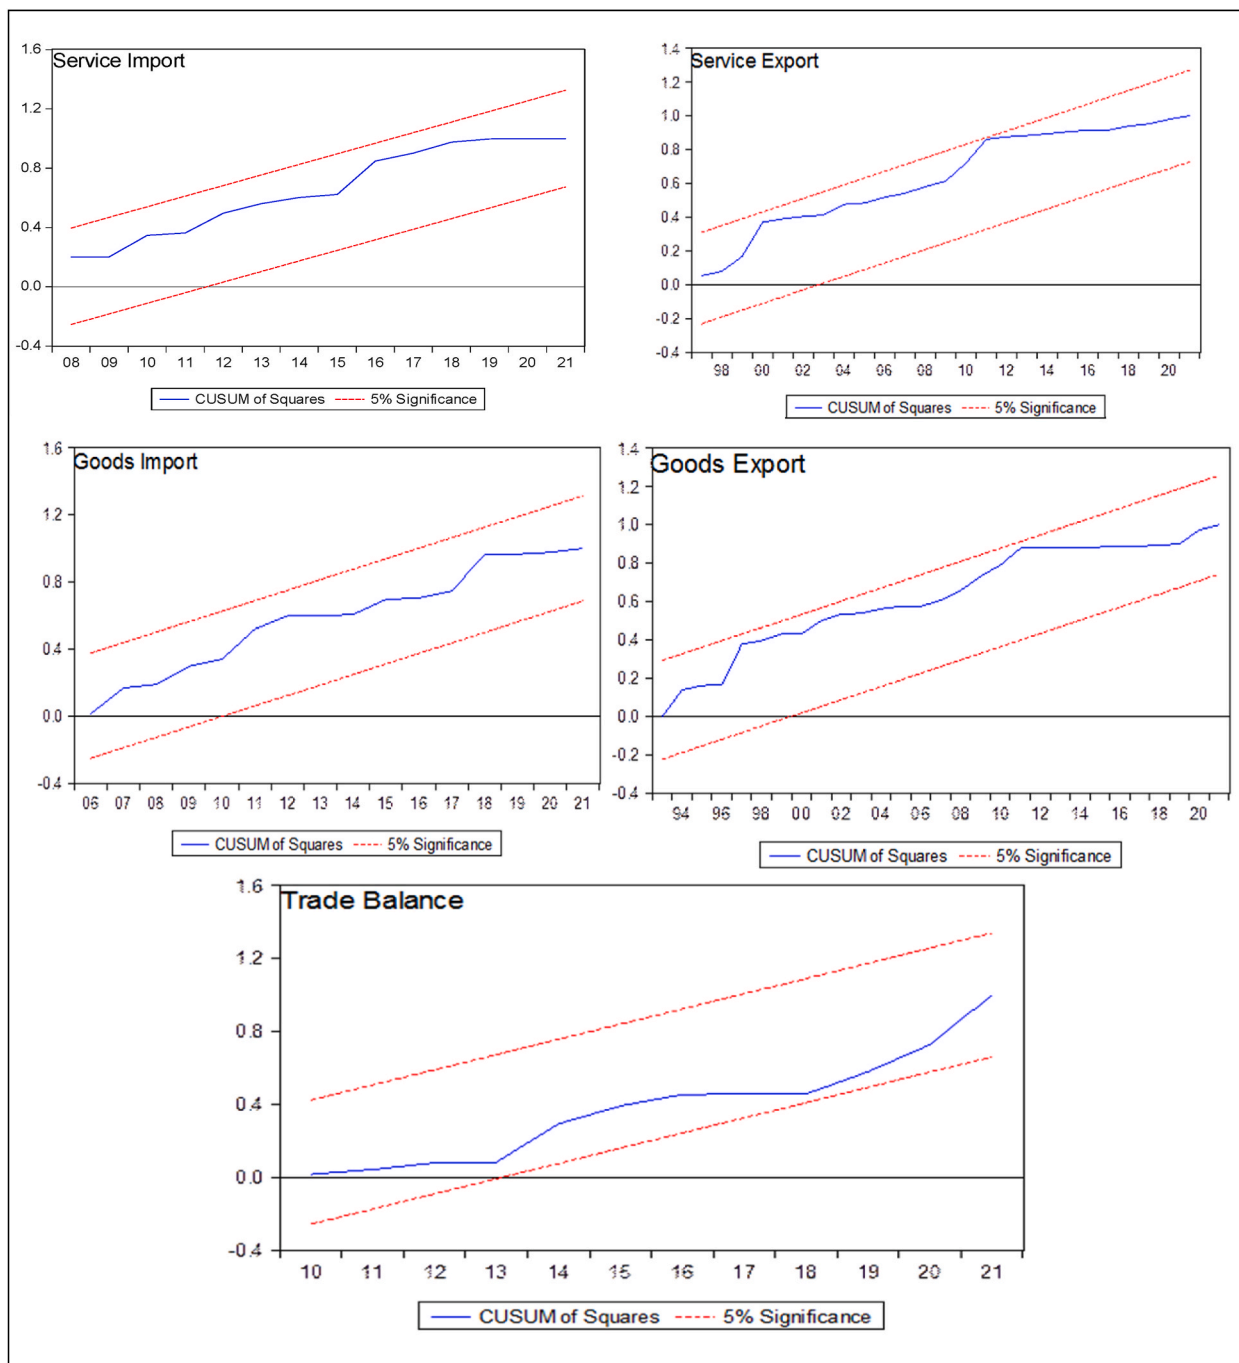 Service Import
1.6
1.2
0.8
0.4
0.0
-0.4
08 09 10 11 12 13 14 15 16 17 18 19 20 21
CUSUM of Squares 5% Significance
Service Export
1.4
1.2
1.0
0.8
0.6
0.4
0.2
0.0
-0.2
-0.4
98 00 02 04 06 08 10 12 14 16 18 20
CUSUM of Squares 5% Significance
Goods Import
1.6
1.2
0.8
0.4
0.0
-0.4
06 07 08 09 10 11 12 13 14 15 16 17 18 19 20 21
CUSUM of Squares 5% Significance
Goods Export
1.4
1.2
1.0
0.8
0.6
0.4
0.2
0.0
-0.2
-0.4
94 96 98 00 02 04 06 08 10 12 14 16 18 20
CUSUM of Squares 5% Significance
Trade Balance
1.6
1.2
0.8
0.4
0.0
-0.4
10 11 12 13 14 15 16 17 18 19 20 21
CUSUM of Squares 5% Significance